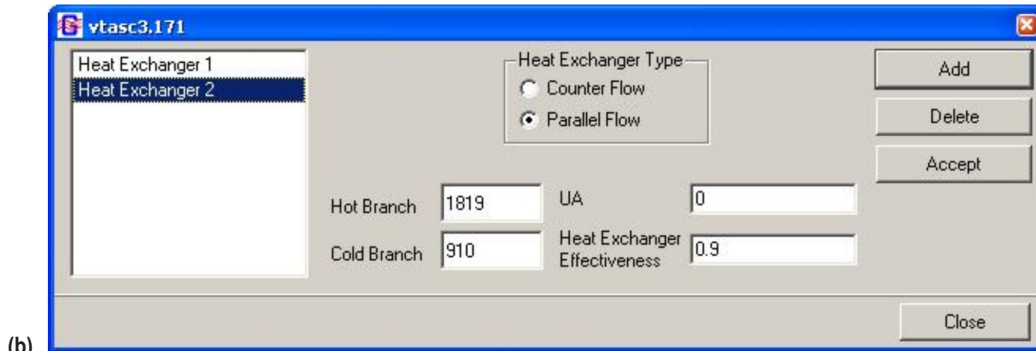 vtasc3.171
Heat Exchanger 1
Heat Exchanger 2
Heat Exchanger Type
Counter Flow
Parallel Flow
Add
Delete
Accept
Hot Branch 1819 UA 0
Cold Branch 910 Heat Exchanger Effectiveness 0.9
Close
(b)